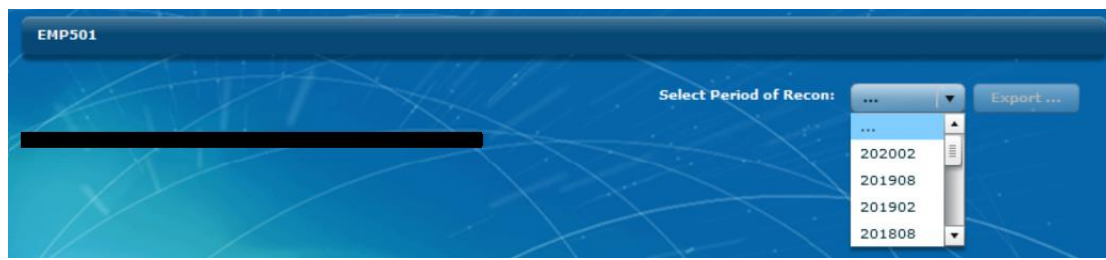 EMP501
Select Period of Recon: ... Export ...
...
202002
201908
201902
201808